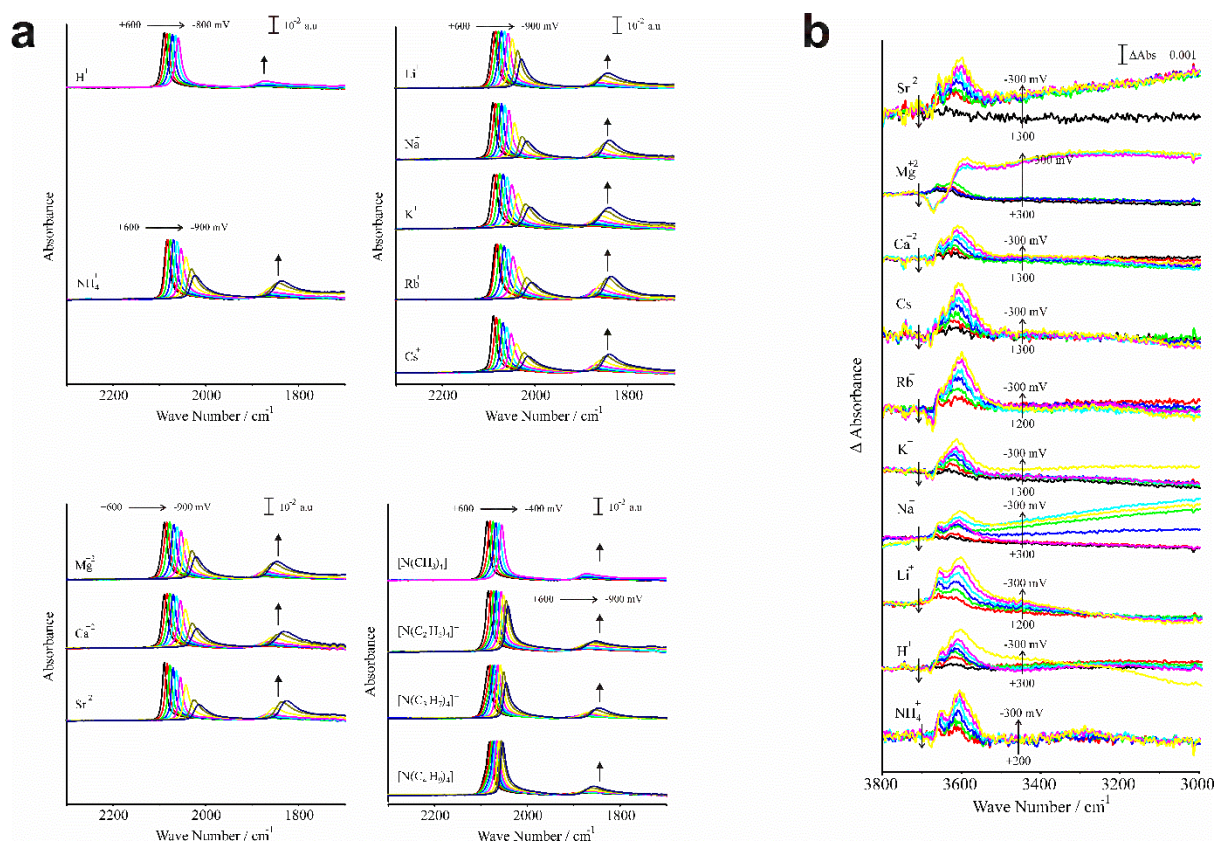 a
+600 -800 mV
10⁻² a.u
H⁺
+600 -900 mV
NH₄⁺
Absorbance
2200 2000 1800
Wave Number / cm⁻¹
+600 -900 mV
10⁻² a.u
Li⁺
Na⁻
K⁺
Rb⁺
Cs⁺
Absorbance
2200 2000 1800
Wave Number / cm⁻¹
+600 -900 mV
10⁻² a.u
Mg⁻²
Ca⁻²
Sr²
Absorbance
2200 2000 1800
Wave Number / cm⁻¹
+600 -400 mV
10⁻² a.u
[N(CH₃)₄]
+600 -900 mV
[N(C₂H₅)₄]⁻
[N(C₃H₇)₄]⁻
[N(C₄H₉)₄]
Absorbance
2200 2000 1800
Wave Number / cm⁻¹
b
ΔAbs 0.001
Sr² -300 mV
+300
Mg⁺² -300 mV
+300
Ca⁻² -300 mV
+300
Cs -300 mV
+300
Rb⁻ -300 mV
+200
K⁻ -300 mV
+300
Na⁻ -300 mV
+300
Li⁺ -300 mV
+200
H⁺ -300 mV
+300
NH₄⁺ -300 mV
+200
Δ Absorbance
3800 3600 3400 3200 3000
Wave Number / cm⁻¹